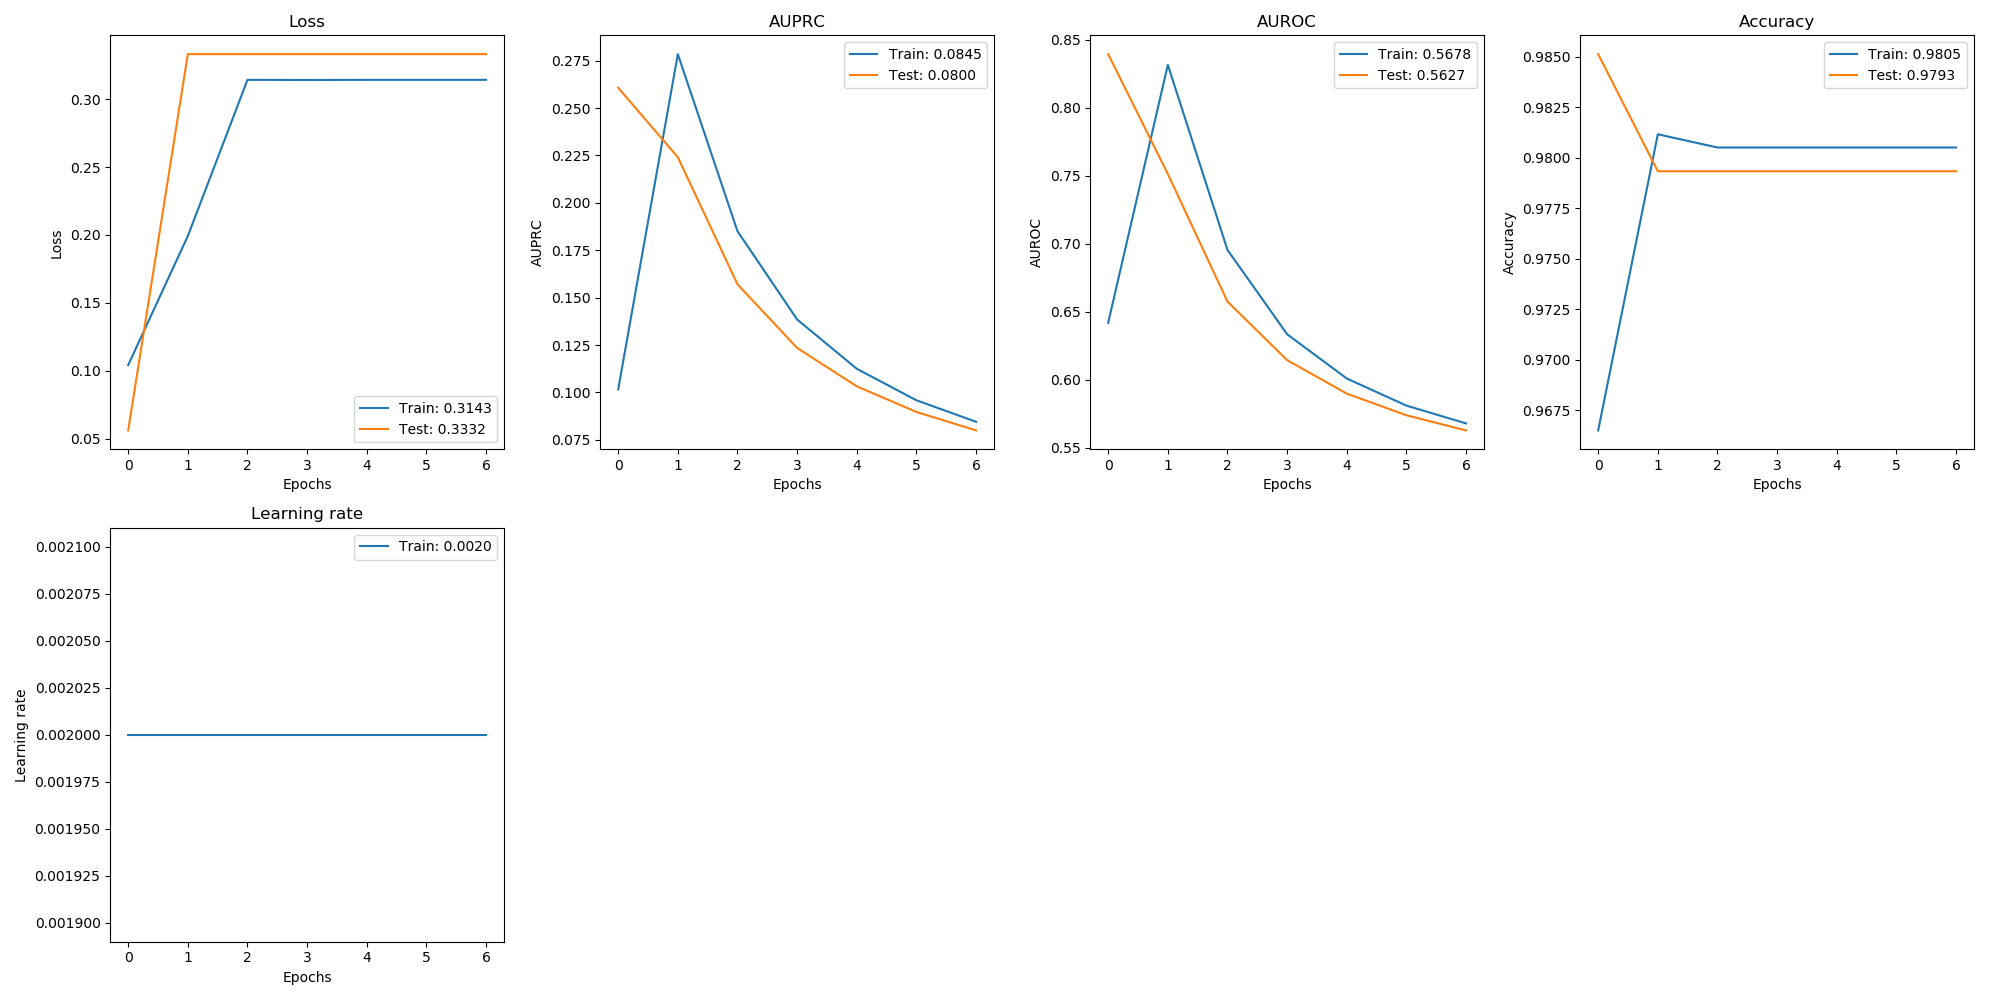 Loss
0.30
0.25
0.20
0.15
0.10
0.05
Loss
Train: 0.3143
Test: 0.3332
0 1 2 3 4 5 6
Epochs
AUPRC
0.275
0.250
0.225
0.200
0.175
0.150
0.125
0.100
0.075
AUPRC
Train: 0.0845
Test: 0.0800
0 1 2 3 4 5 6
Epochs
AUROC
0.85
0.80
0.75
0.70
0.65
0.60
0.55
AUROC
Train: 0.5678
Test: 0.5627
0 1 2 3 4 5 6
Epochs
Accuracy
0.9850
0.9825
0.9800
0.9775
0.9750
0.9725
0.9700
0.9675
Accuracy
Train: 0.9805
Test: 0.9793
0 1 2 3 4 5 6
Epochs
Learning rate
0.002100
0.002075
0.002050
0.002025
0.002000
0.001975
0.001950
0.001925
0.001900
Learning rate
Train: 0.0020
0 1 2 3 4 5 6
Epochs